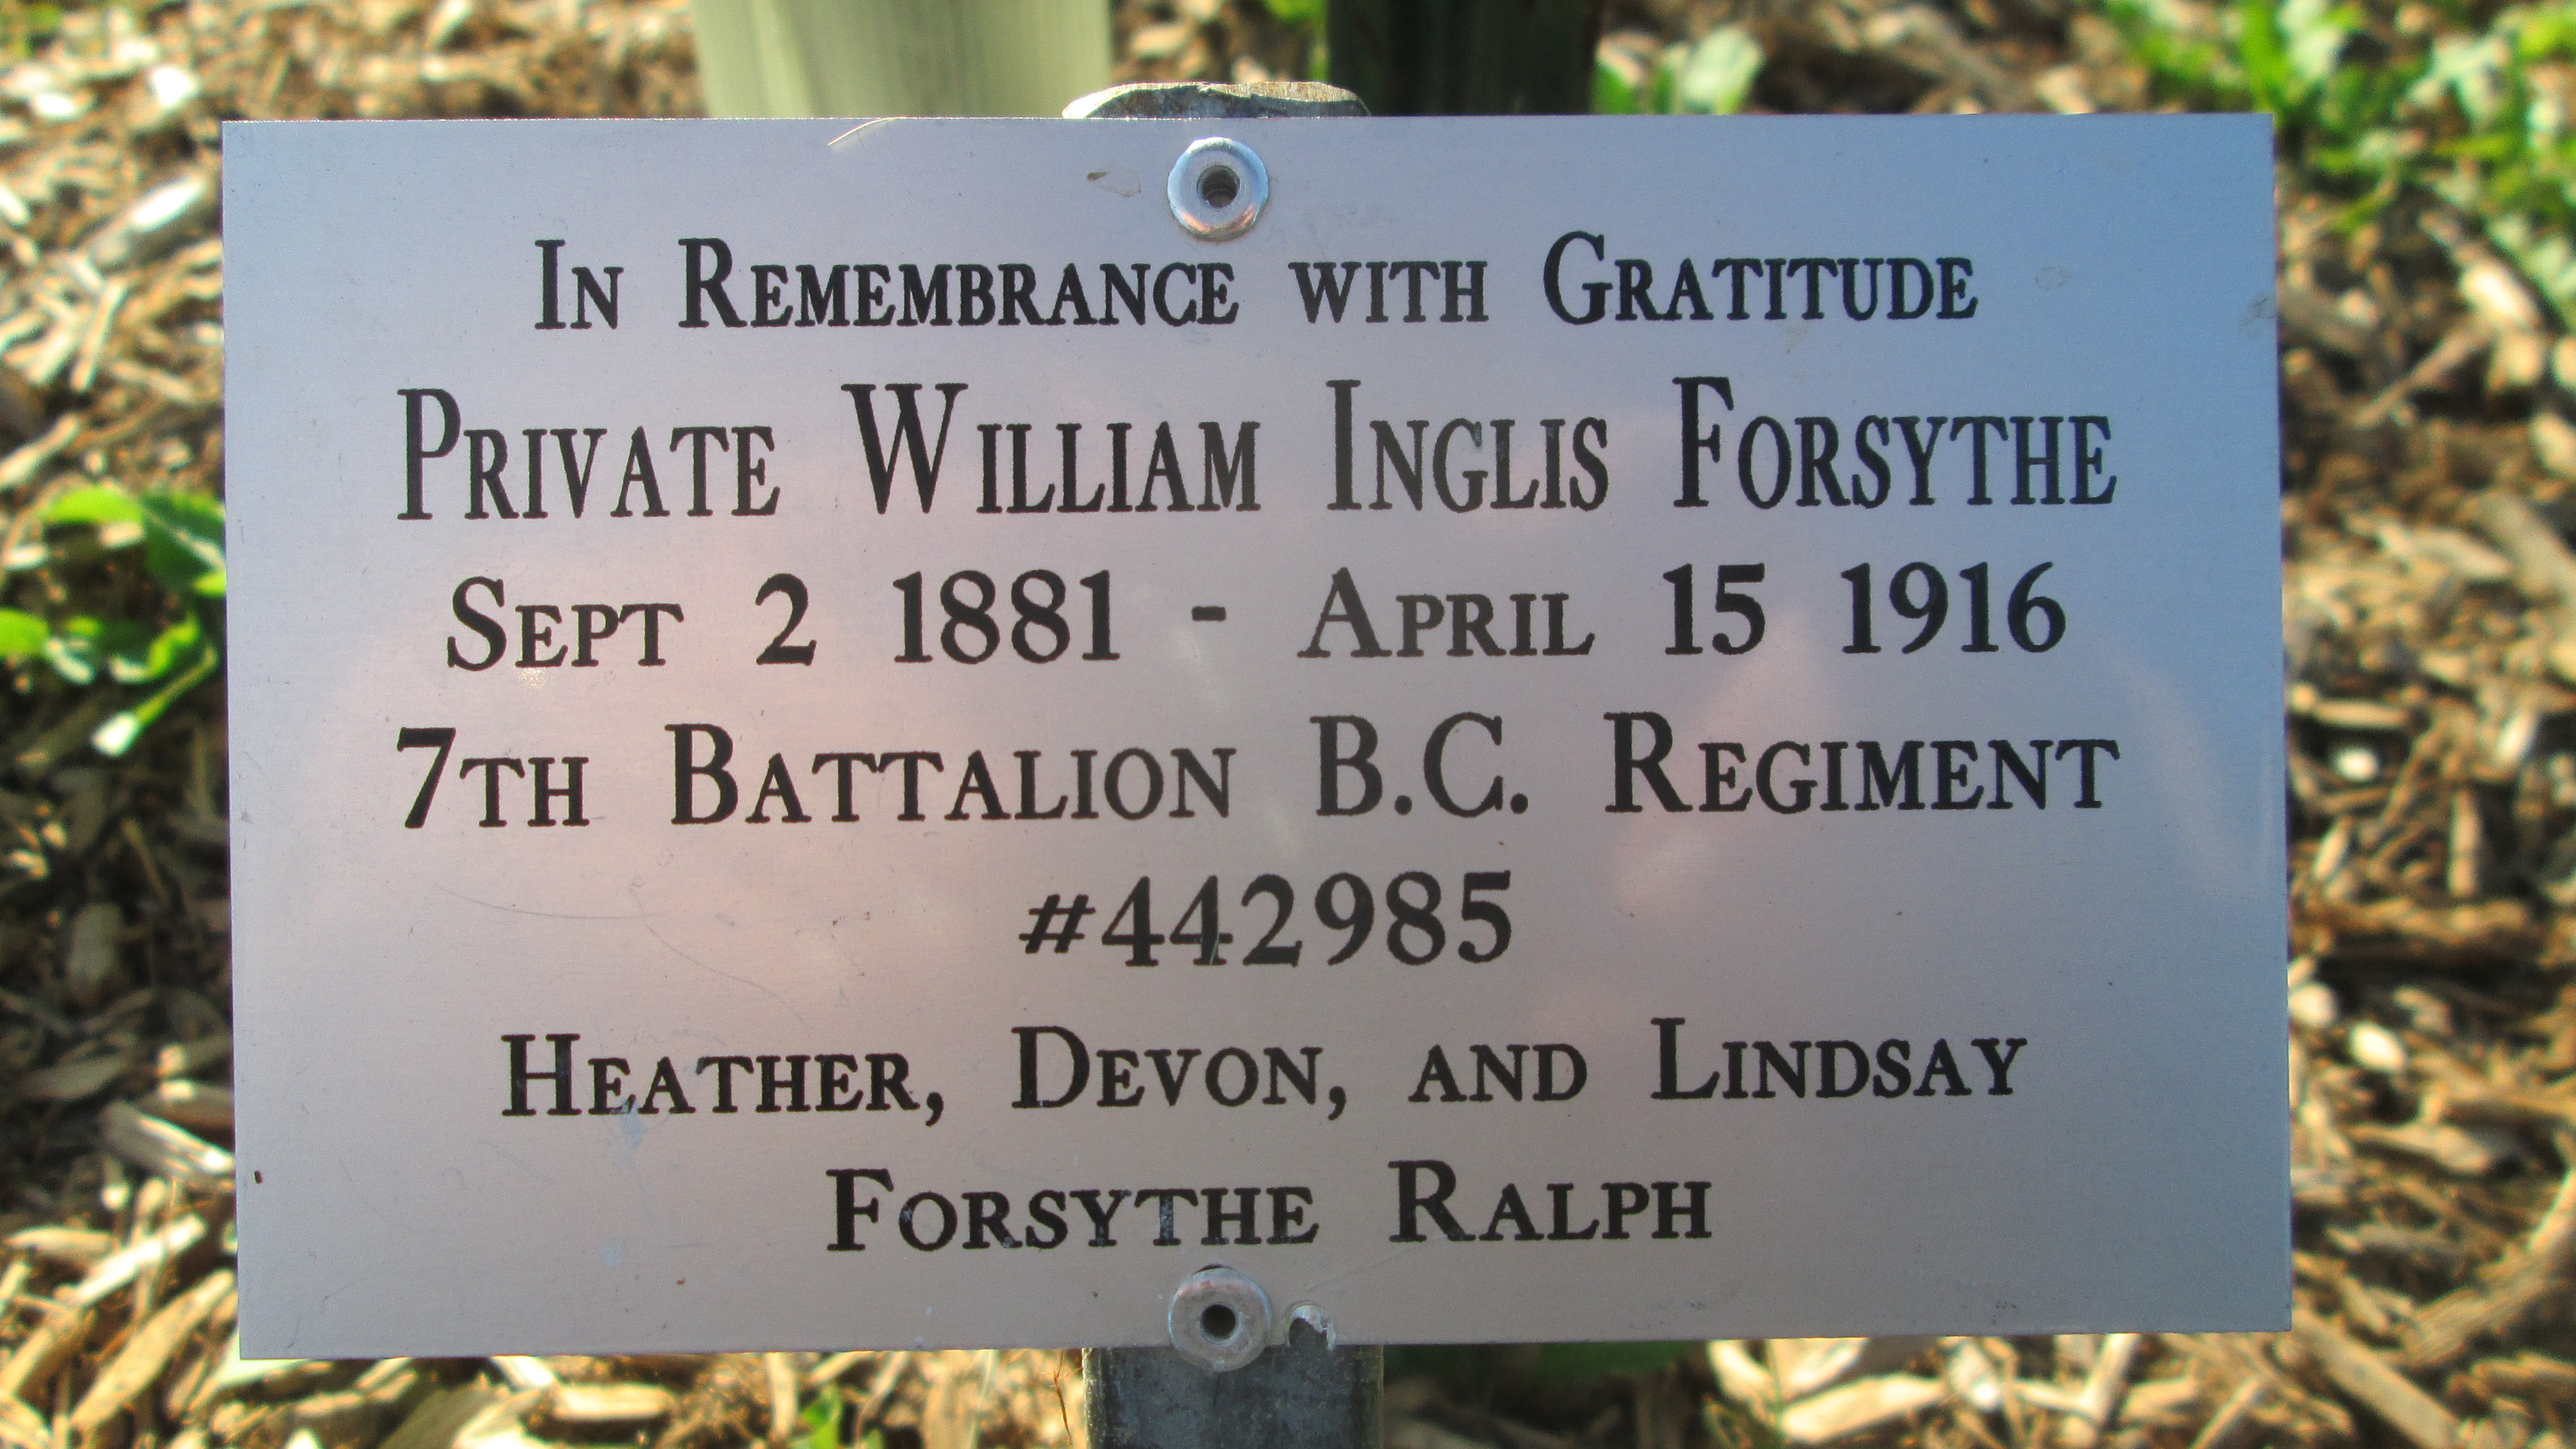 In Remembrance with Gratitude
Private William Inglis Forsythe
Sept 2 1881 - April 15 1916
7th Battalion B.C. Regiment
#442985
Heather, Devon, and Lindsay
Forsythe Ralph